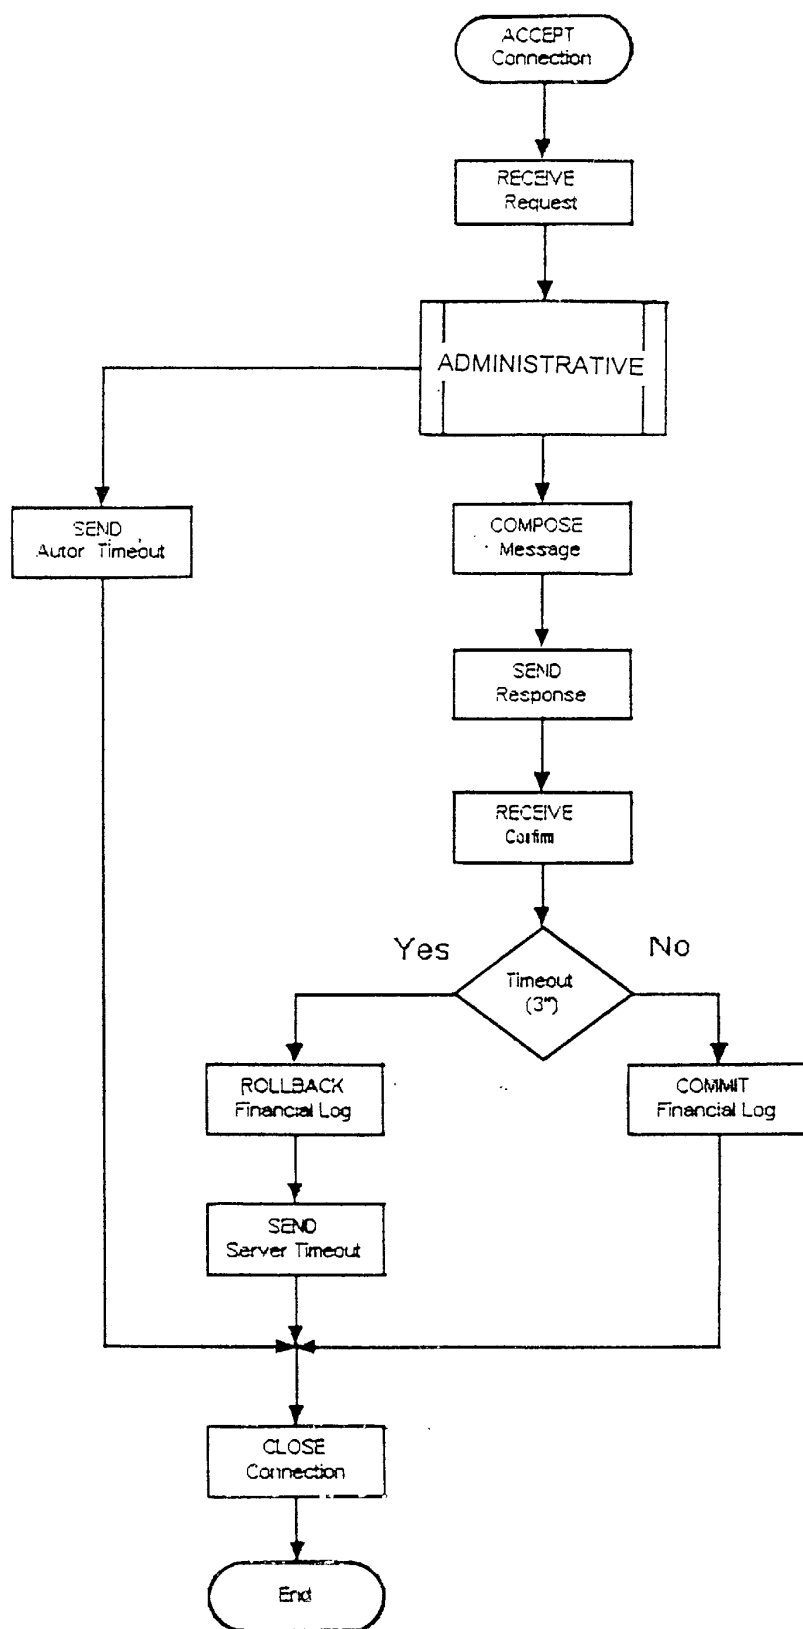 ACCEPT
Connection
RECEIVE
Request
ADMINISTRATIVE
SEND
Autor. Timeout
COMPOSE
Message
SEND
Response
RECEIVE
Confirm
Yes
No
Timeout
(3")
ROLLBACK
Financial Log
COMMIT
Financial Log
SEND
Server Timeout
CLOSE
Connection
End